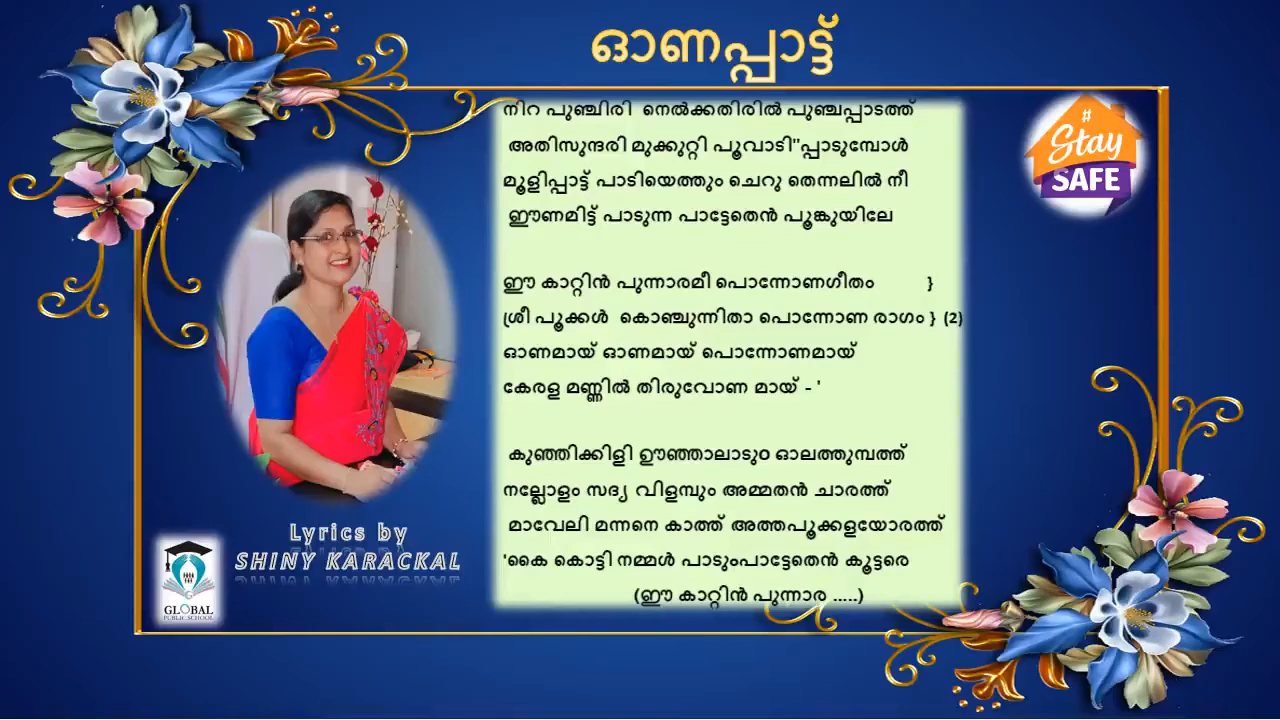 ഓണപ്പാട്ട്
നിറ പുഞ്ചിരി നെൽക്കതിരിൽ പുഞ്ചപ്പാടത്ത്
അതിസുന്ദരി മുക്കുറ്റി പൂവാടി"പ്പാടുമ്പോൾ
മൂളിപ്പാട്ട് പാടിയെത്തും ചെറു തെന്നലിൽ നീ
ഈണമിട്ട് പാടുന്ന പാട്ടേതെൻ പൂങ്കുയിലേ
ഈ കാറ്റിൻ പുന്നാരമീ പൊന്നോണഗീതം }
ശ്രീ പൂക്കൾ കൊഞ്ചുന്നിതാ പൊന്നോണ രാഗം } (2)
ഓണമായ് ഓണമായ് പൊന്നോണമായ്
കേരള മണ്ണിൽ തിരുവോണ മായ് - '
കുഞ്ഞിക്കിളി ഊഞ്ഞാലാടുഠ ഓലത്തുമ്പത്ത്
നല്ലോളം സദ്യ വിളമ്പും അമ്മതൻ ചാരത്ത്
മാവേലി മന്നനെ കാത്ത് അത്തപൂക്കളയോരത്ത്
'കൈ കൊട്ടി നമ്മൾ പാടുംപാട്ടേതെൻ കൂട്ടരെ
(ഈ കാറ്റിൻ പുന്നാര .....)
Lyrics by
SHINY KARACKAL
GLOBAL
PUBLIC SCHOOL
#
Stay
SAFE